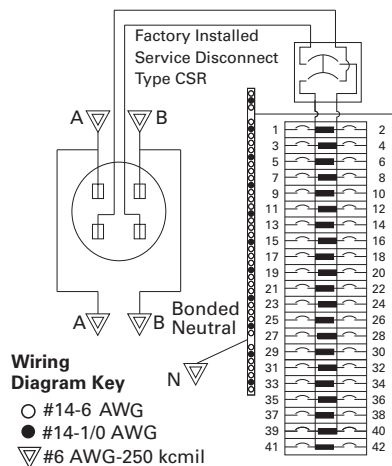 Factory Installed
Service Disconnect
Type CSR
A B
1 2
3 4
5 6
7 8
9 10
11 12
13 14
15 16
17 18
19 20
21 22
23 24
25 26
27 28
29 30
31 32
33 34
35 36
37 38
39 40
41 42
A B
Bonded
Neutral
N
Wiring
Diagram Key
#14-6 AWG
#14-1/0 AWG
#6 AWG-250 kcmil